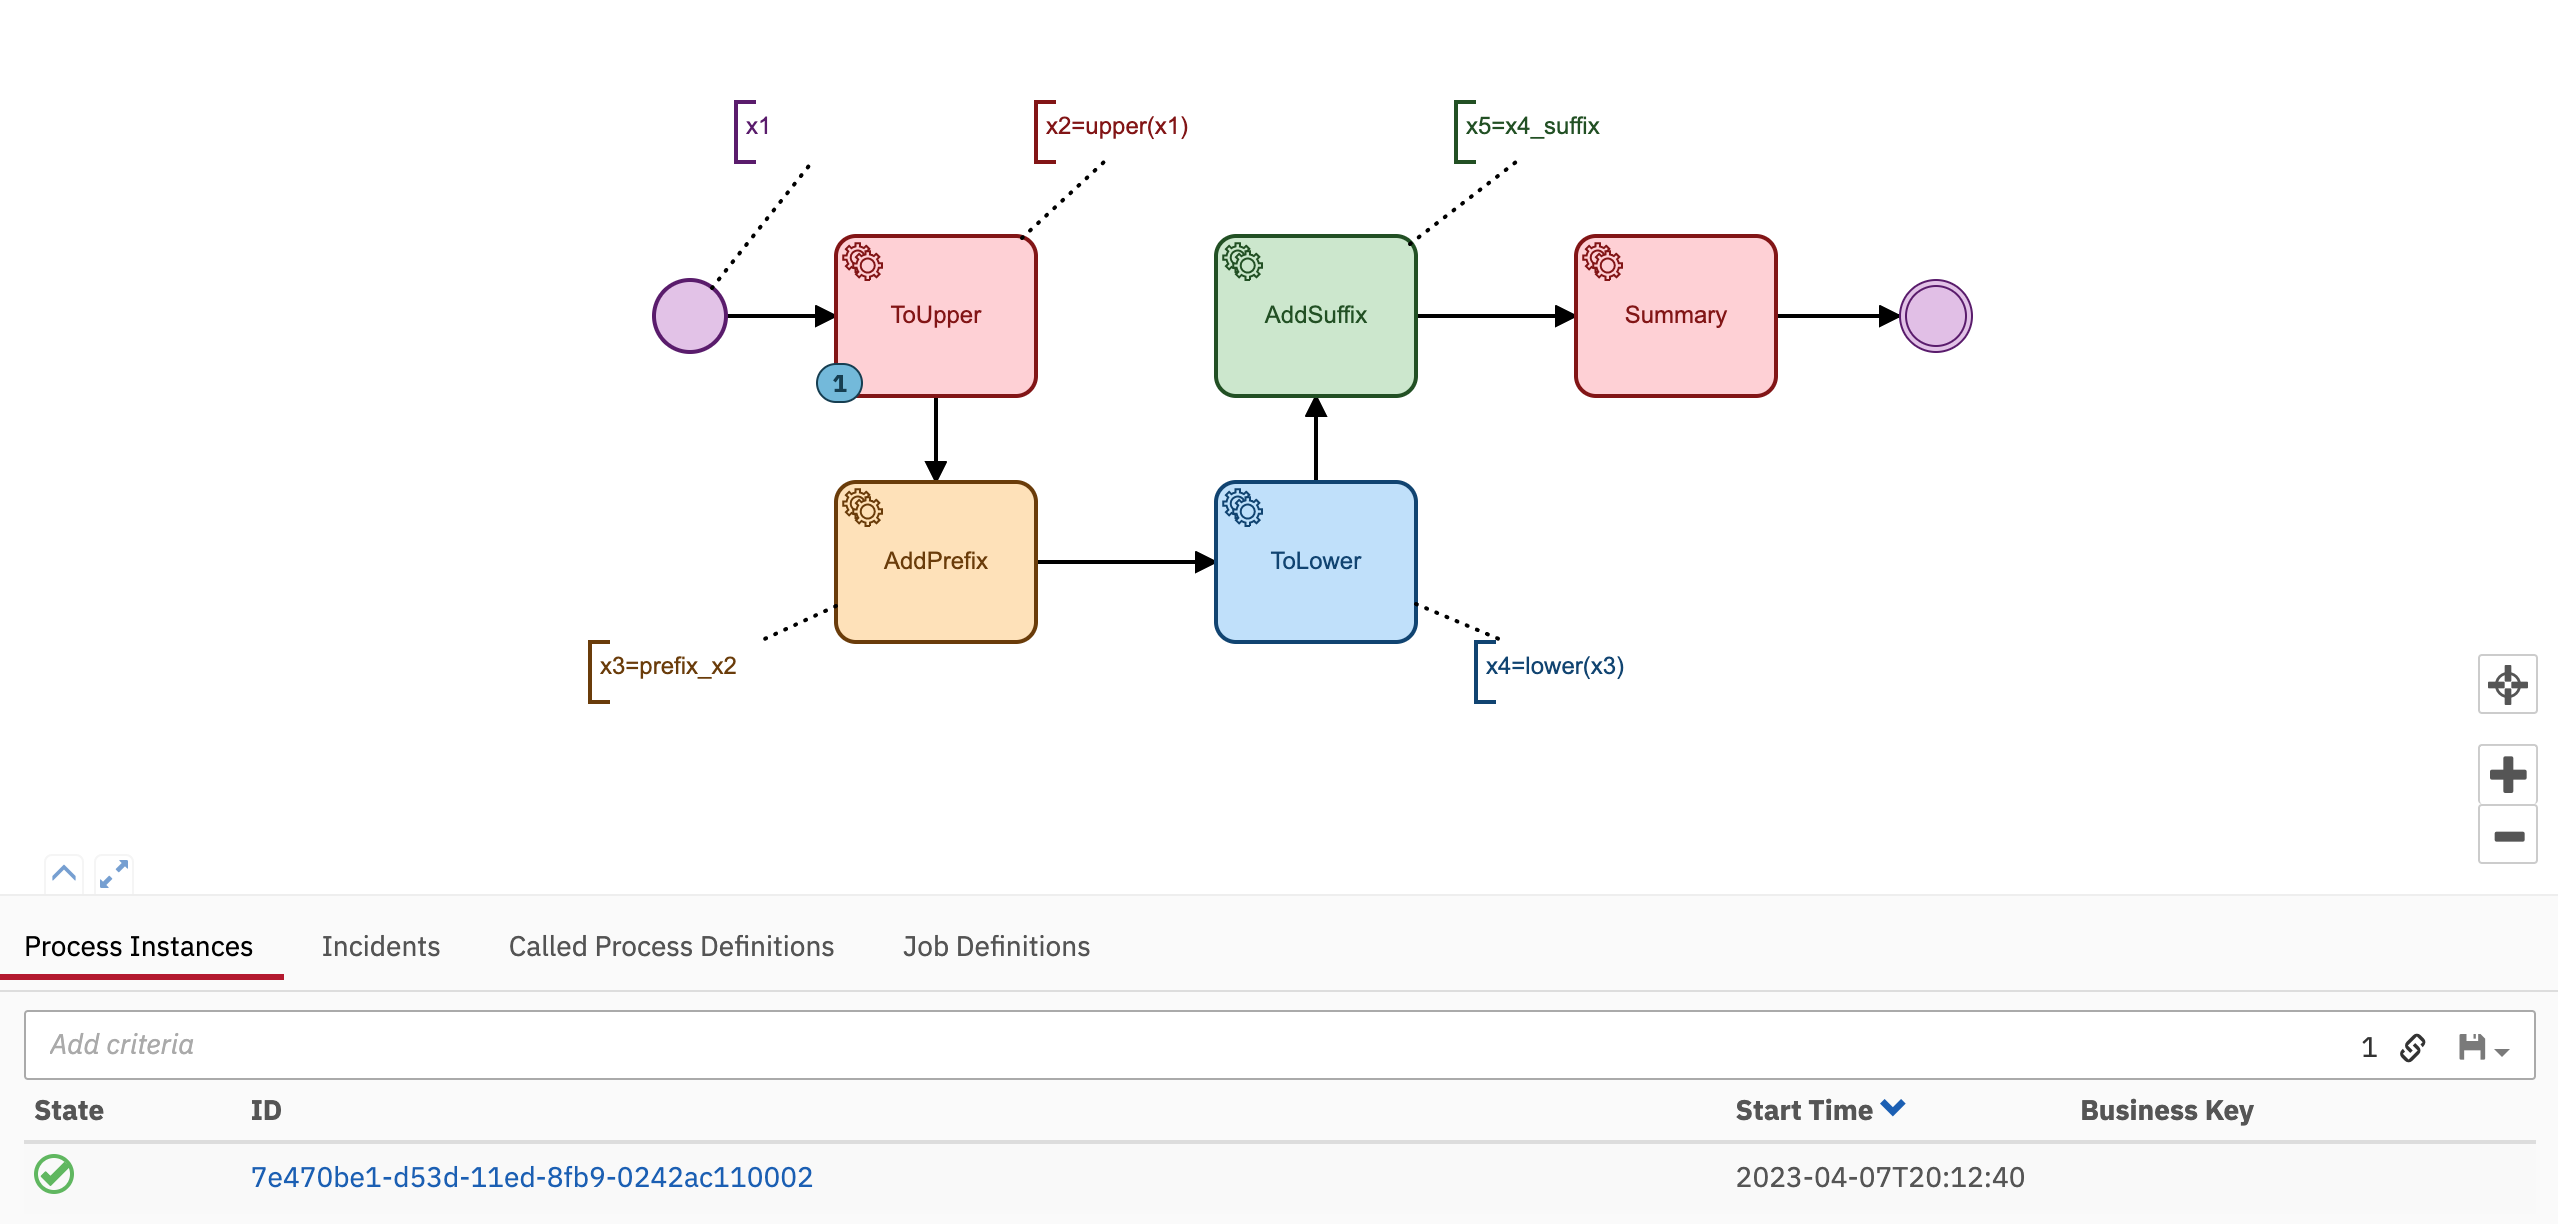 x1
x2=upper(x1)
x5=x4_suffix
ToUpper
AddSuffix
Summary
1
AddPrefix
ToLower
x3=prefix_x2
x4=lower(x3)
Process Instances Incidents Called Process Definitions Job Definitions
Add criteria 1
State ID Start Time Business Key
7e470be1-d53d-11ed-8fb9-0242ac110002 2023-04-07T20:12:40